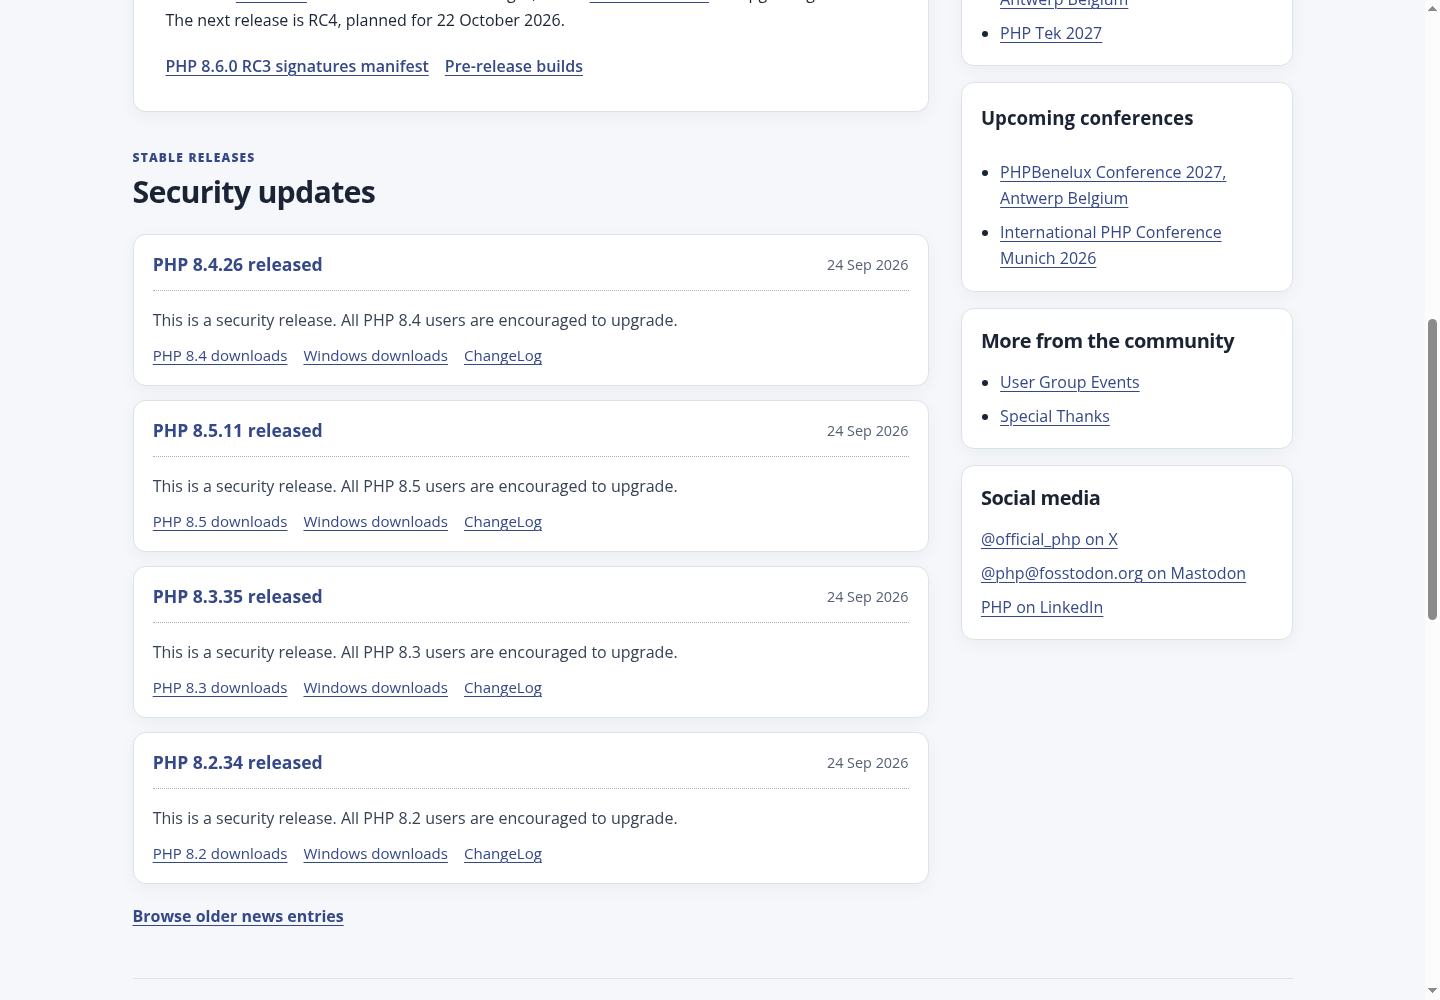 The next release is RC4, planned for 22 October 2026.
PHP 8.6.0 RC3 signatures manifest Pre-release builds
STABLE RELEASES
Security updates
PHP 8.4.26 released 24 Sep 2026
This is a security release. All PHP 8.4 users are encouraged to upgrade.
PHP 8.4 downloads Windows downloads ChangeLog
PHP 8.5.11 released 24 Sep 2026
This is a security release. All PHP 8.5 users are encouraged to upgrade.
PHP 8.5 downloads Windows downloads ChangeLog
PHP 8.3.35 released 24 Sep 2026
This is a security release. All PHP 8.3 users are encouraged to upgrade.
PHP 8.3 downloads Windows downloads ChangeLog
PHP 8.2.34 released 24 Sep 2026
This is a security release. All PHP 8.2 users are encouraged to upgrade.
PHP 8.2 downloads Windows downloads ChangeLog
Browse older news entries
Antwerp Belgium
PHP Tek 2027
Upcoming conferences
PHPBenelux Conference 2027,
Antwerp Belgium
International PHP Conference
Munich 2026
More from the community
User Group Events
Special Thanks
Social media
@official_php on X
@php@fosstodon.org on Mastodon
PHP on LinkedIn